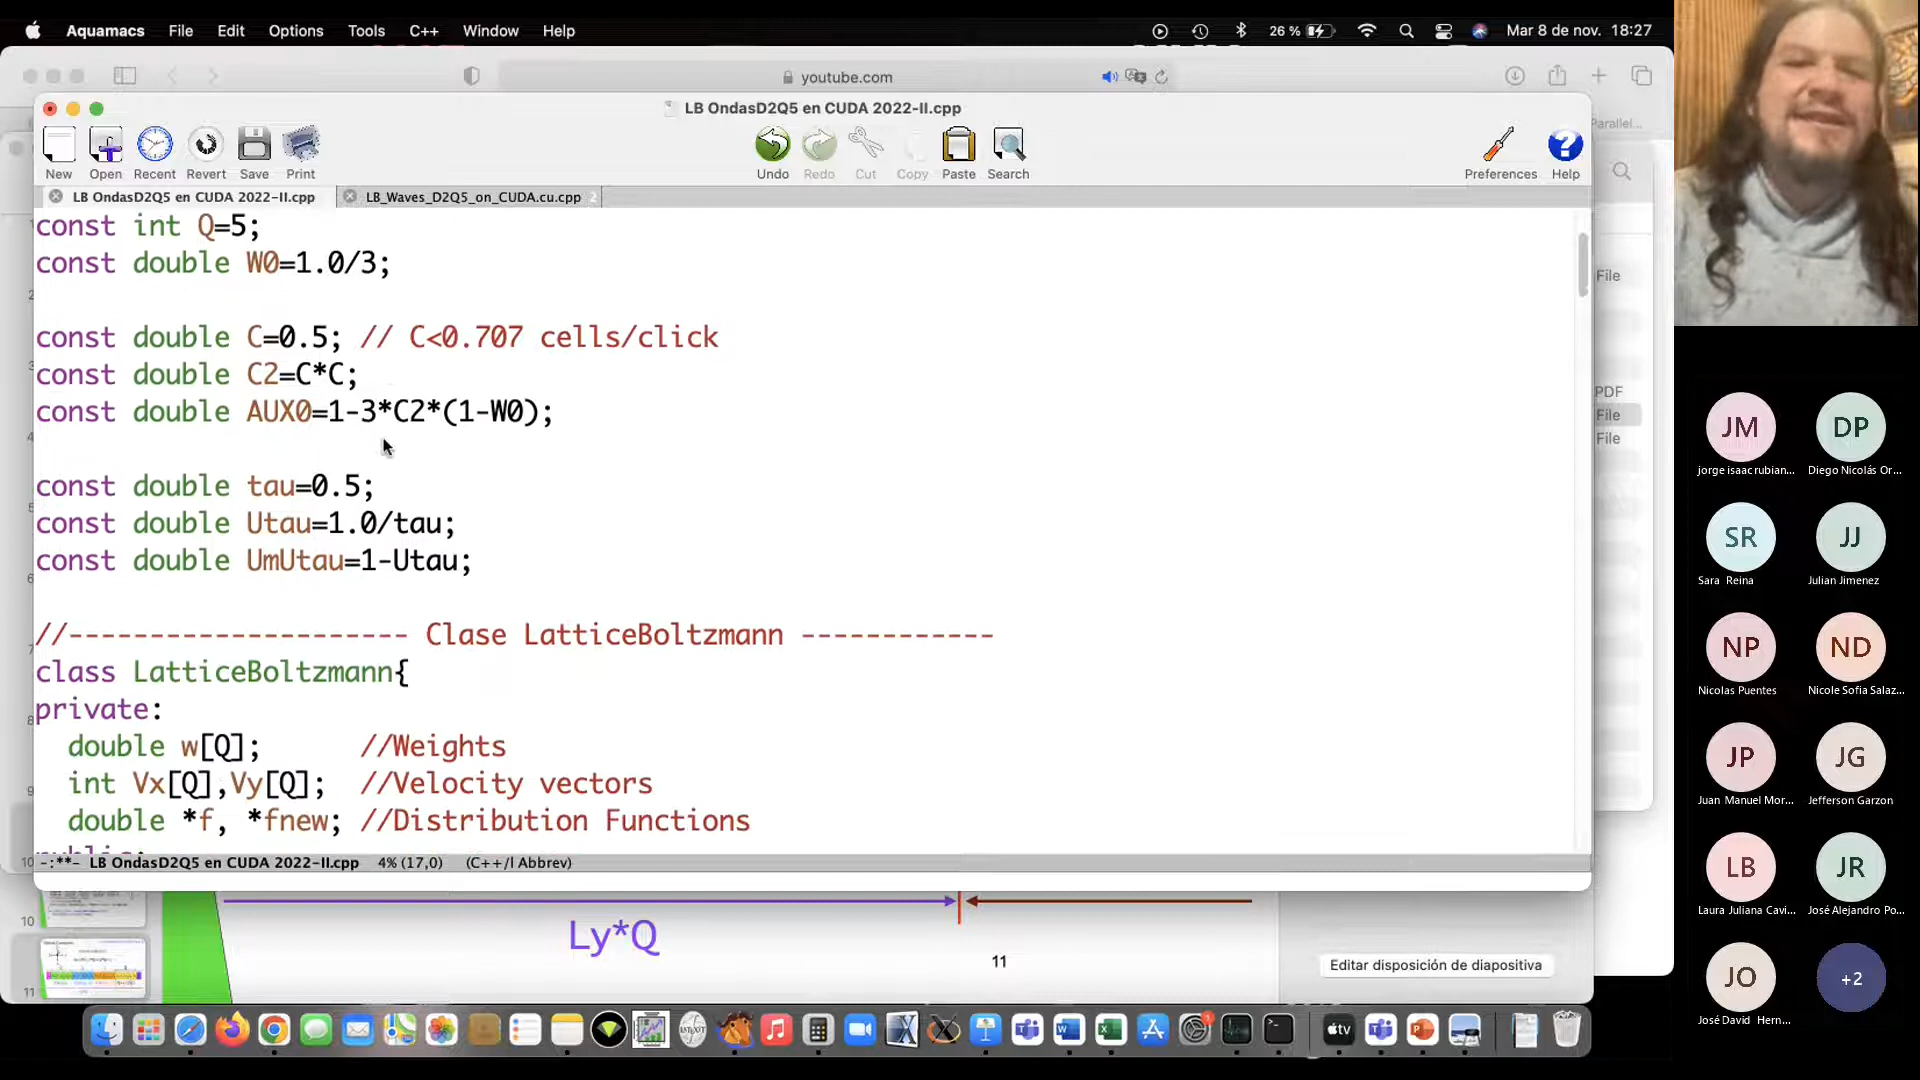 Aquamacs File Edit Options Tools C++ Window Help 26 % Mar 8 de nov. 18:27
youtube.com
LB OndasD2Q5 en CUDA 2022-II.cpp
New Open Recent Revert Save Print Undo Redo Cut Copy Paste Search Preferences Help
LB OndasD2Q5 en CUDA 2022-II.cpp LB_Waves_D2Q5_on_CUDA.cu.cpp 2
const int Q=5;
const double W0=1.0/3;
const double C=0.5; // C<0.707 cells/click
const double C2=C*C;
const double AUX0=1-3*C2*(1-W0);
const double tau=0.5;
const double Utau=1.0/tau;
const double UmUtau=1-Utau;
//--------------------- Clase LatticeBoltzmann ------------
class LatticeBoltzmann{
private:
double w[Q]; //Weights
int Vx[Q],Vy[Q]; //Velocity vectors
double *f, *fnew; //Distribution Functions
public:
-:**- LB OndasD2Q5 en CUDA 2022-II.cpp 4% (17,0) (C++/l Abbrev)
Parallel...
File
PDF
File
File
10
Ly*Q
11
11
Editar disposición de diapositiva
tv
JM
jorge isaac rubian...
DP
Diego Nicolás Or...
SR
Sara Reina
JJ
Julian Jimenez
NP
Nicolas Puentes
ND
Nicole Sofia Salaz...
JP
Juan Manuel Mor...
JG
Jefferson Garzon
LB
Laura Juliana Cavi...
JR
José Alejandro Po...
JO
José David Hern...
+2